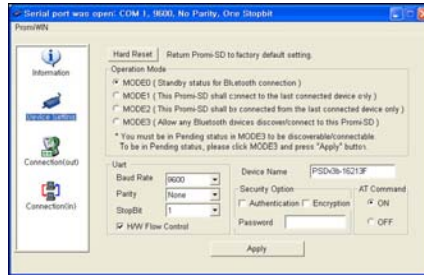 Serial port was open: COM 1, 9600, No Parity, One Stopbit
PromiWIN
Information
Device Setting
Connection(out)
Connection(in)
Hard Reset Return Promi-SD to factory default setting.
Operation Mode
MODE0 ( Standby status for Bluetooth connection )
MODE1 ( This Promi-SD shall connect to the last connected device only )
MODE2 ( This Promi-SD shall be connected from the last connected device only )
MODE3 ( Allow any Bluetooth devices discover/connect to this Promi-SD )
* You must be in Pending status in MODE3 to be discoverable/connectable.
To be in Pending status, please click MODE3 and press "Apply" button.
Uart
Baud Rate 9600
Parity None
StopBit 1
H/W Flow Control
Device Name PSDv3b-16213F
Security Option
Authentication Encryption
Password
AT Command
ON
OFF
Apply